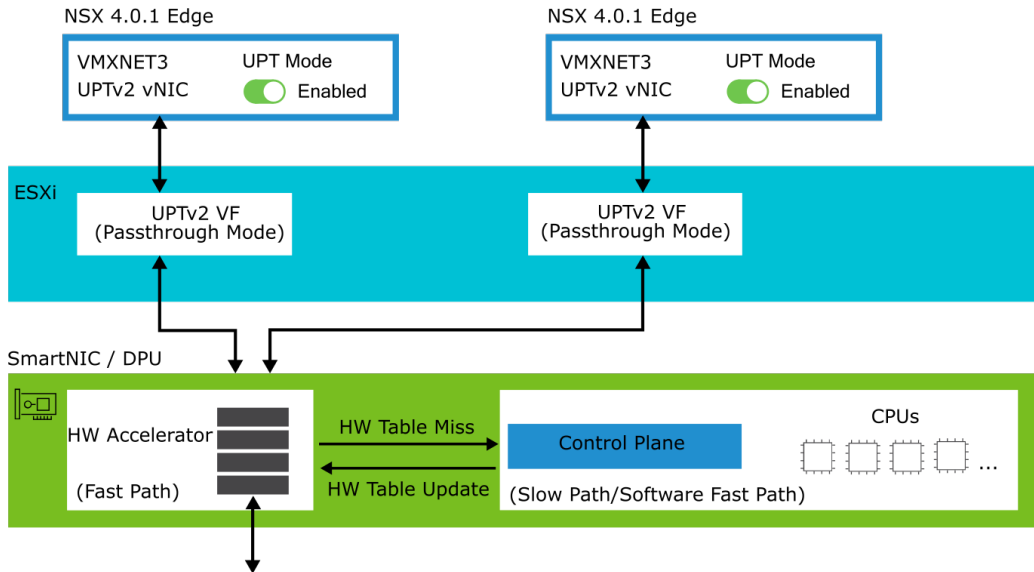 NSX 4.0.1 Edge
VMXNET3
UPTv2 vNIC
UPT Mode
Enabled
NSX 4.0.1 Edge
VMXNET3
UPTv2 vNIC
UPT Mode
Enabled
ESXi
UPTv2 VF
(Passthrough Mode)
UPTv2 VF
(Passthrough Mode)
SmartNIC / DPU
HW Accelerator
(Fast Path)
HW Table Miss
HW Table Update
Control Plane
CPUs
...
(Slow Path/Software Fast Path)